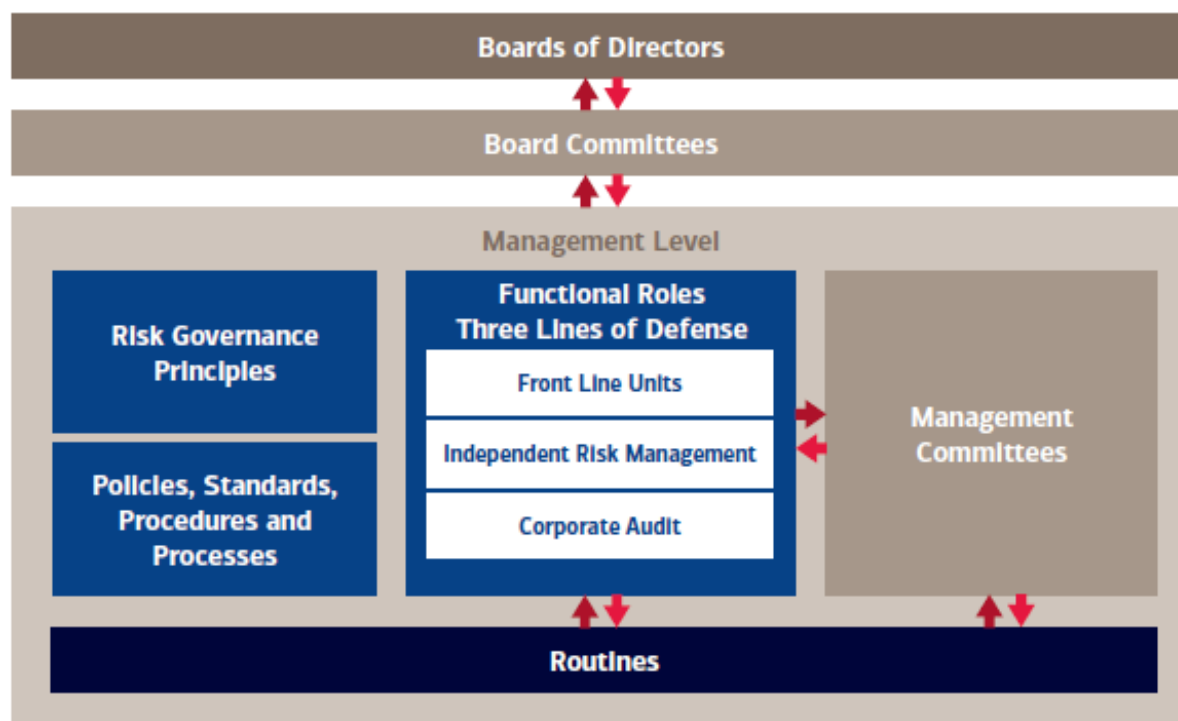 Boards of Directors
Board Committees
Management Level
Risk Governance
Principles
Policies, Standards,
Procedures and
Processes
Functional Roles
Three Lines of Defense
Front Line Units
Independent Risk Management
Corporate Audit
Management
Committees
Routines